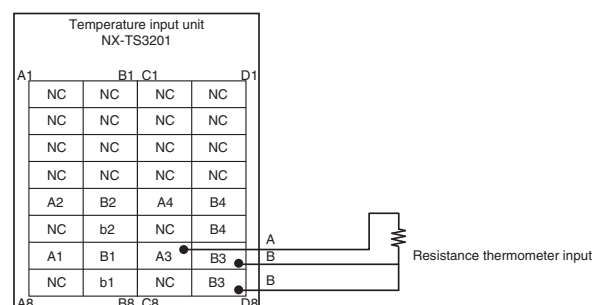 Temperature input unit
NX-TS3201
A1 B1 C1 D1
NC NC NC NC
NC NC NC NC
NC NC NC NC
NC NC NC NC
A2 B2 A4 B4
NC b2 NC B4
A
A1 B1 A3 B3 B
Resistance thermometer input
NC b1 NC B3 B
A8 B8 C8 D8